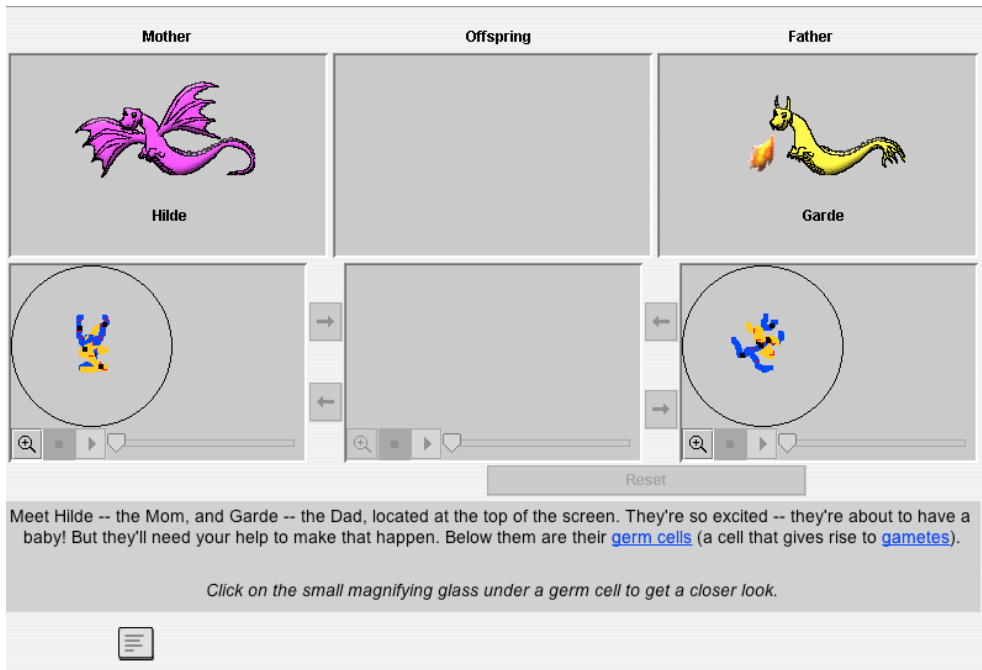 Mother
Offspring
Father
Hilde
Garde
Reset
Meet Hilde -- the Mom, and Garde -- the Dad, located at the top of the screen. They're so excited -- they're about to have a
baby! But they'll need your help to make that happen. Below them are their germ cells (a cell that gives rise to gametes).
Click on the small magnifying glass under a germ cell to get a closer look.